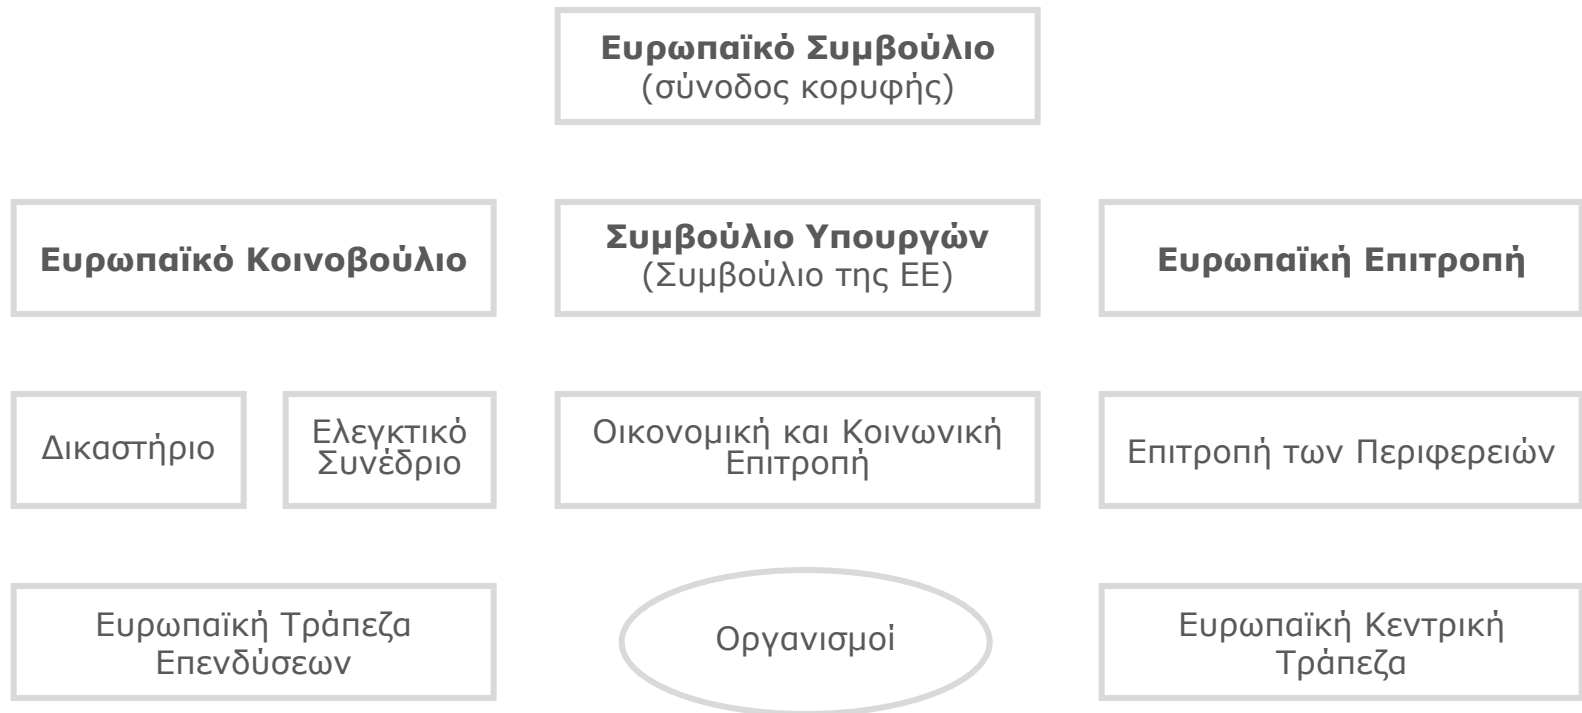 Ευρωπαϊκό Συμβούλιο
(σύνοδος κορυφής)
Ευρωπαϊκό Κοινοβούλιο
Συμβούλιο Υπουργών
(Συμβούλιο της ΕΕ)
Ευρωπαϊκή Επιτροπή
Δικαστήριο
Ελεγκτικό
Συνέδριο
Οικονομική και Κοινωνική
Επιτροπή
Επιτροπή των Περιφερειών
Ευρωπαϊκή Τράπεζα
Επενδύσεων
Οργανισμοί
Ευρωπαϊκή Κεντρική
Τράπεζα